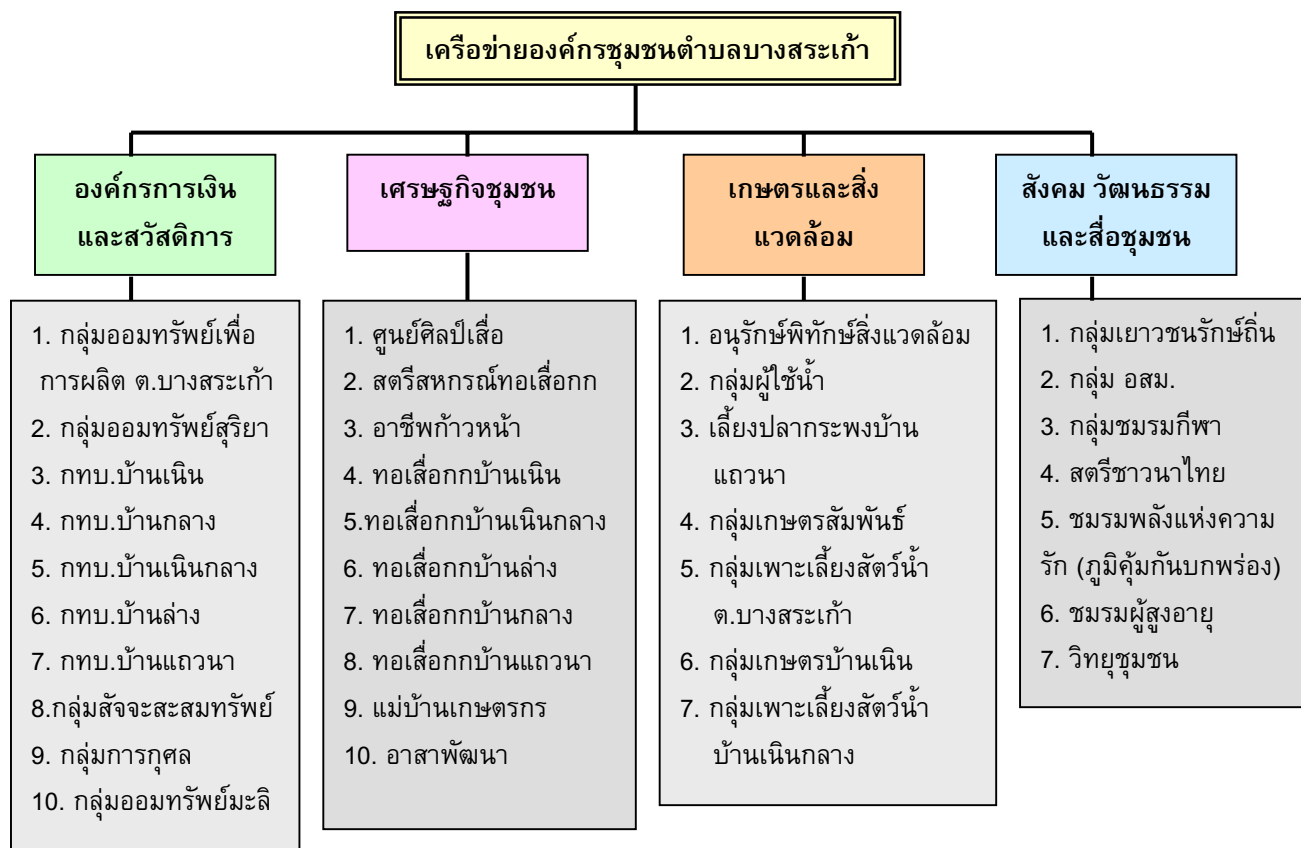 เครือข่ายองค์กรชุมชนตำบลบางสระเก้า
องค์กรการเงิน
และสวัสดิการ
เศรษฐกิจชุมชน
เกษตรและสิ่ง
แวดล้อม
สังคม วัฒนธรรม
และสื่อชุมชน
1. กลุ่มออมทรัพย์เพื่อ
การผลิต ต.บางสระเก้า
2. กลุ่มออมทรัพย์สุริยา
3. กทบ.บ้านเนิน
4. กทบ.บ้านกลาง
5. กทบ.บ้านเนินกลาง
6. กทบ.บ้านล่าง
7. กทบ.บ้านแถวนา
8.กลุ่มสัจจะสะสมทรัพย์
9. กลุ่มการกุศล
10. กลุ่มออมทรัพย์มะลิ
1. ศูนย์ศิลป์เสื่อ
2. สตรีสหกรณ์ทอเสื่อกก
3. อาชีพก้าวหน้า
4. ทอเสื่อกกบ้านเนิน
5.ทอเสื่อกกบ้านเนินกลาง
6. ทอเสื่อกกบ้านล่าง
7. ทอเสื่อกกบ้านกลาง
8. ทอเสื่อกกบ้านแถวนา
9. แม่บ้านเกษตรกร
10. อาสาพัฒนา
1. อนุรักษ์พิทักษ์สิ่งแวดล้อม
2. กลุ่มผู้ใช้น้ำ
3. เลี้ยงปลากระพงบ้าน
แถวนา
4. กลุ่มเกษตรสัมพันธ์
5. กลุ่มเพาะเลี้ยงสัตว์น้ำ
ต.บางสระเก้า
6. กลุ่มเกษตรบ้านเนิน
7. กลุ่มเพาะเลี้ยงสัตว์น้ำ
บ้านเนินกลาง
1. กลุ่มเยาวชนรักษ์ถิ่น
2. กลุ่ม อสม.
3. กลุ่มชมรมกีฬา
4. สตรีชาวนาไทย
5. ชมรมพลังแห่งความ
รัก (ภูมิคุ้มกันบกพร่อง)
6. ชมรมผู้สูงอายุ
7. วิทยุชุมชน